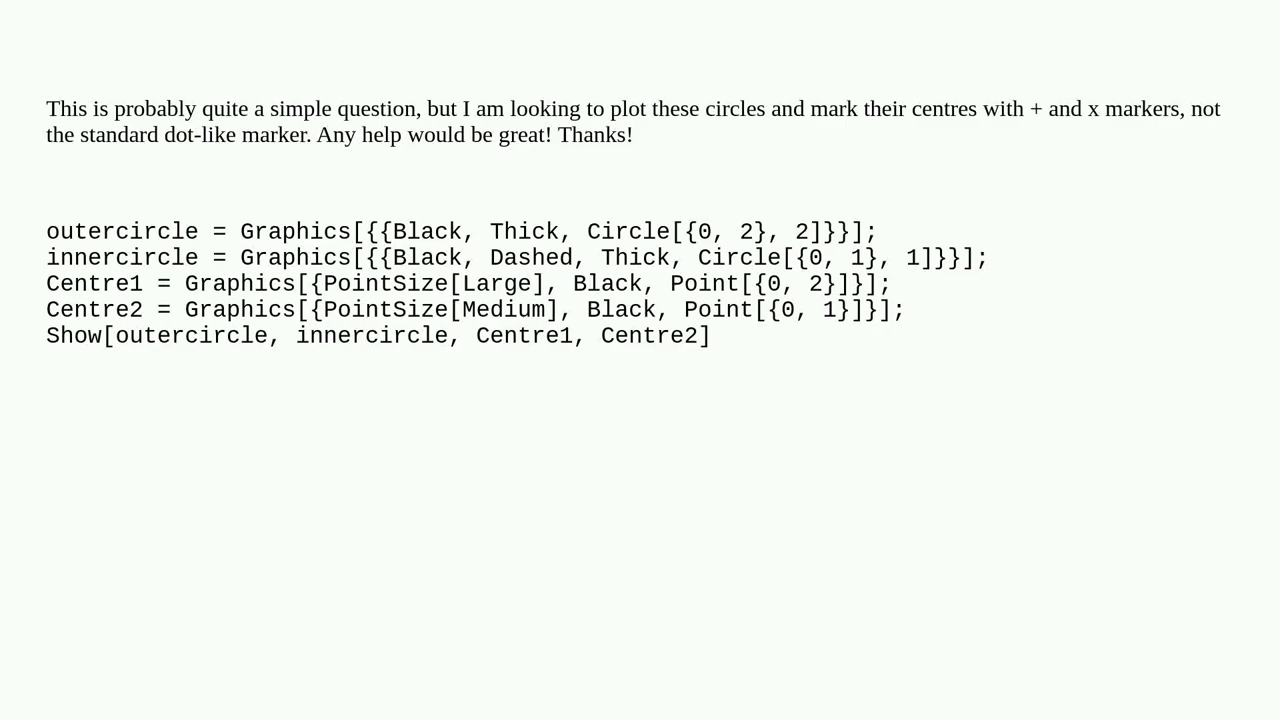 This is probably quite a simple question, but I am looking to plot these circles and mark their centres with + and x markers, not
the standard dot-like marker. Any help would be great! Thanks!
outercircle = Graphics[{{Black, Thick, Circle[{0, 2}, 2]}}];
innercircle = Graphics[{{Black, Dashed, Thick, Circle[{0, 1}, 1]}}];
Centre1 = Graphics[{PointSize[Large], Black, Point[{0, 2}]}];
Centre2 = Graphics[{PointSize[Medium], Black, Point[{0, 1}]}];
Show[outercircle, innercircle, Centre1, Centre2]